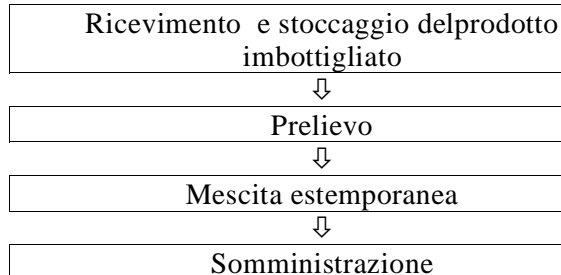 Ricevimento e stoccaggio delprodotto
imbottigliato
⇩
Prelievo
⇩
Mescita estemporanea
⇩
Somministrazione